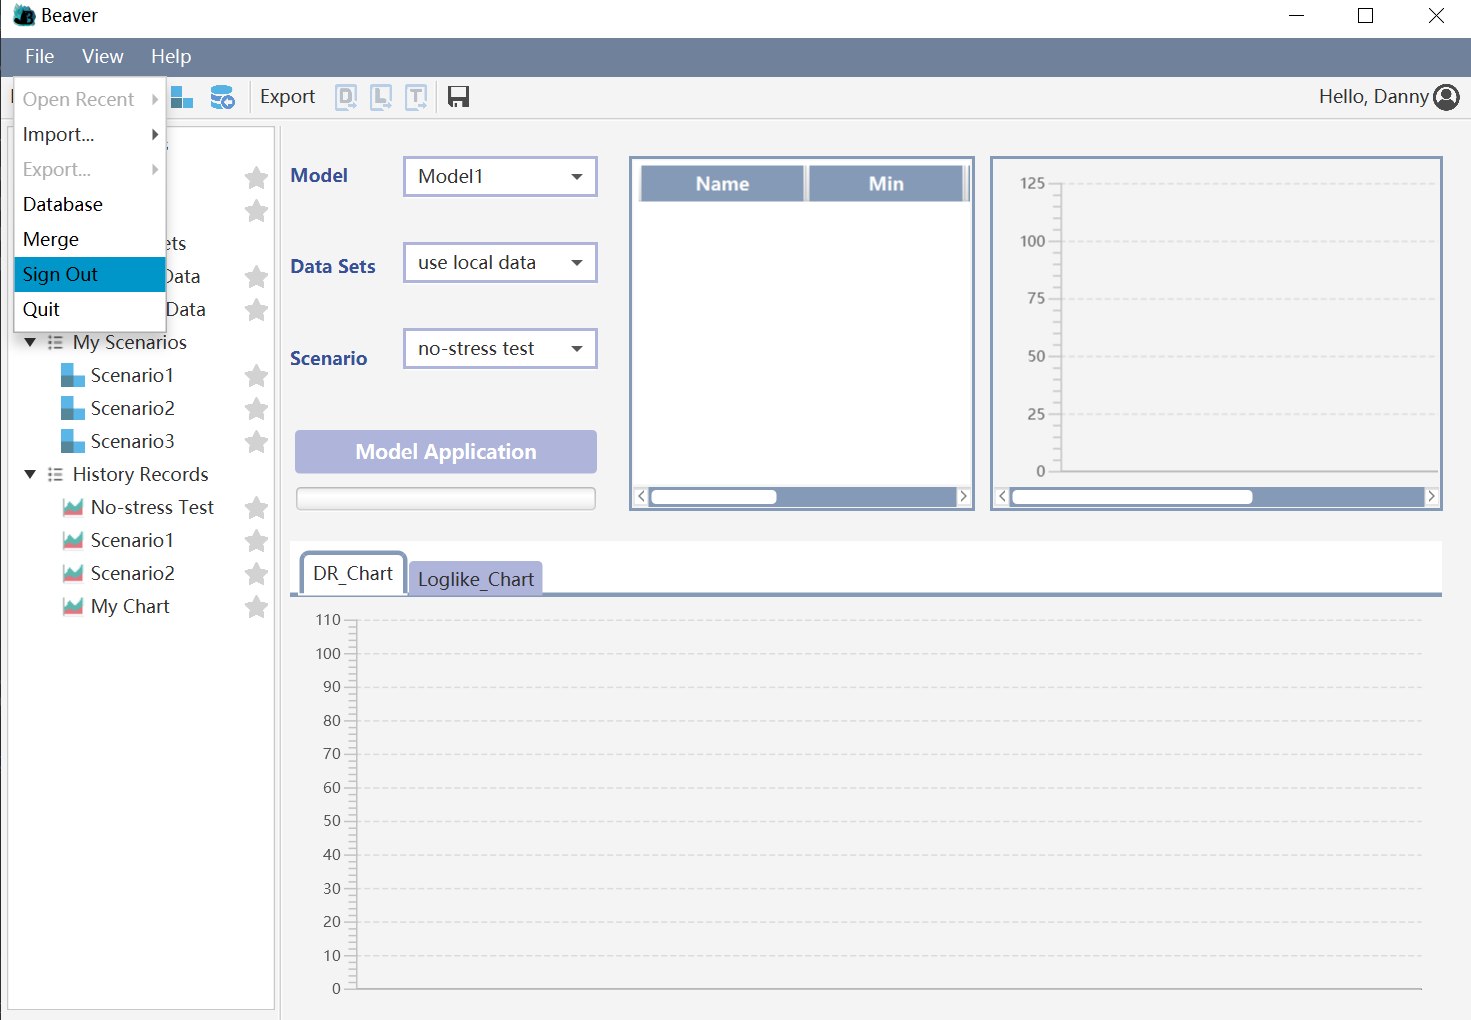 Beaver
File View Help
Export D L T
Hello, Danny
Open Recent
Import...
Export...
Database
Merge
Sign Out
Quit
Data
Data
My Scenarios
Scenario1
Scenario2
Scenario3
History Records
No-stress Test
Scenario1
Scenario2
My Chart
Model
Model1
Data Sets
use local data
Scenario
no-stress test
Model Application
Name Min
125
100
75
50
25
0
DR_Chart Loglike_Chart
110
100
90
80
70
60
50
40
30
20
10
0